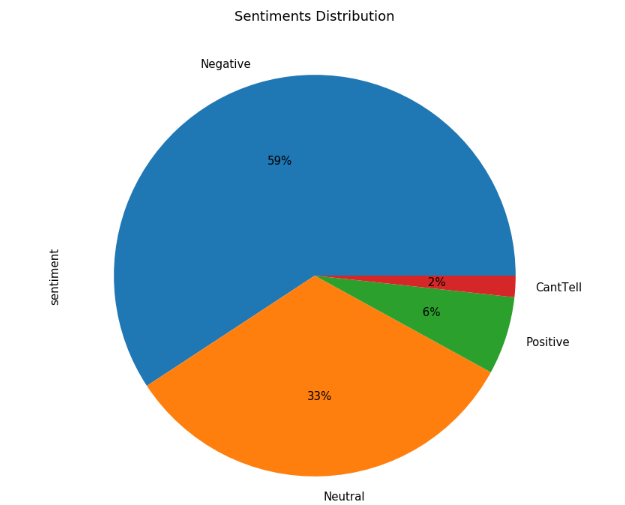 Sentiments Distribution
Negative
59%
sentiment
2%
CantTell
6%
Positive
33%
Neutral